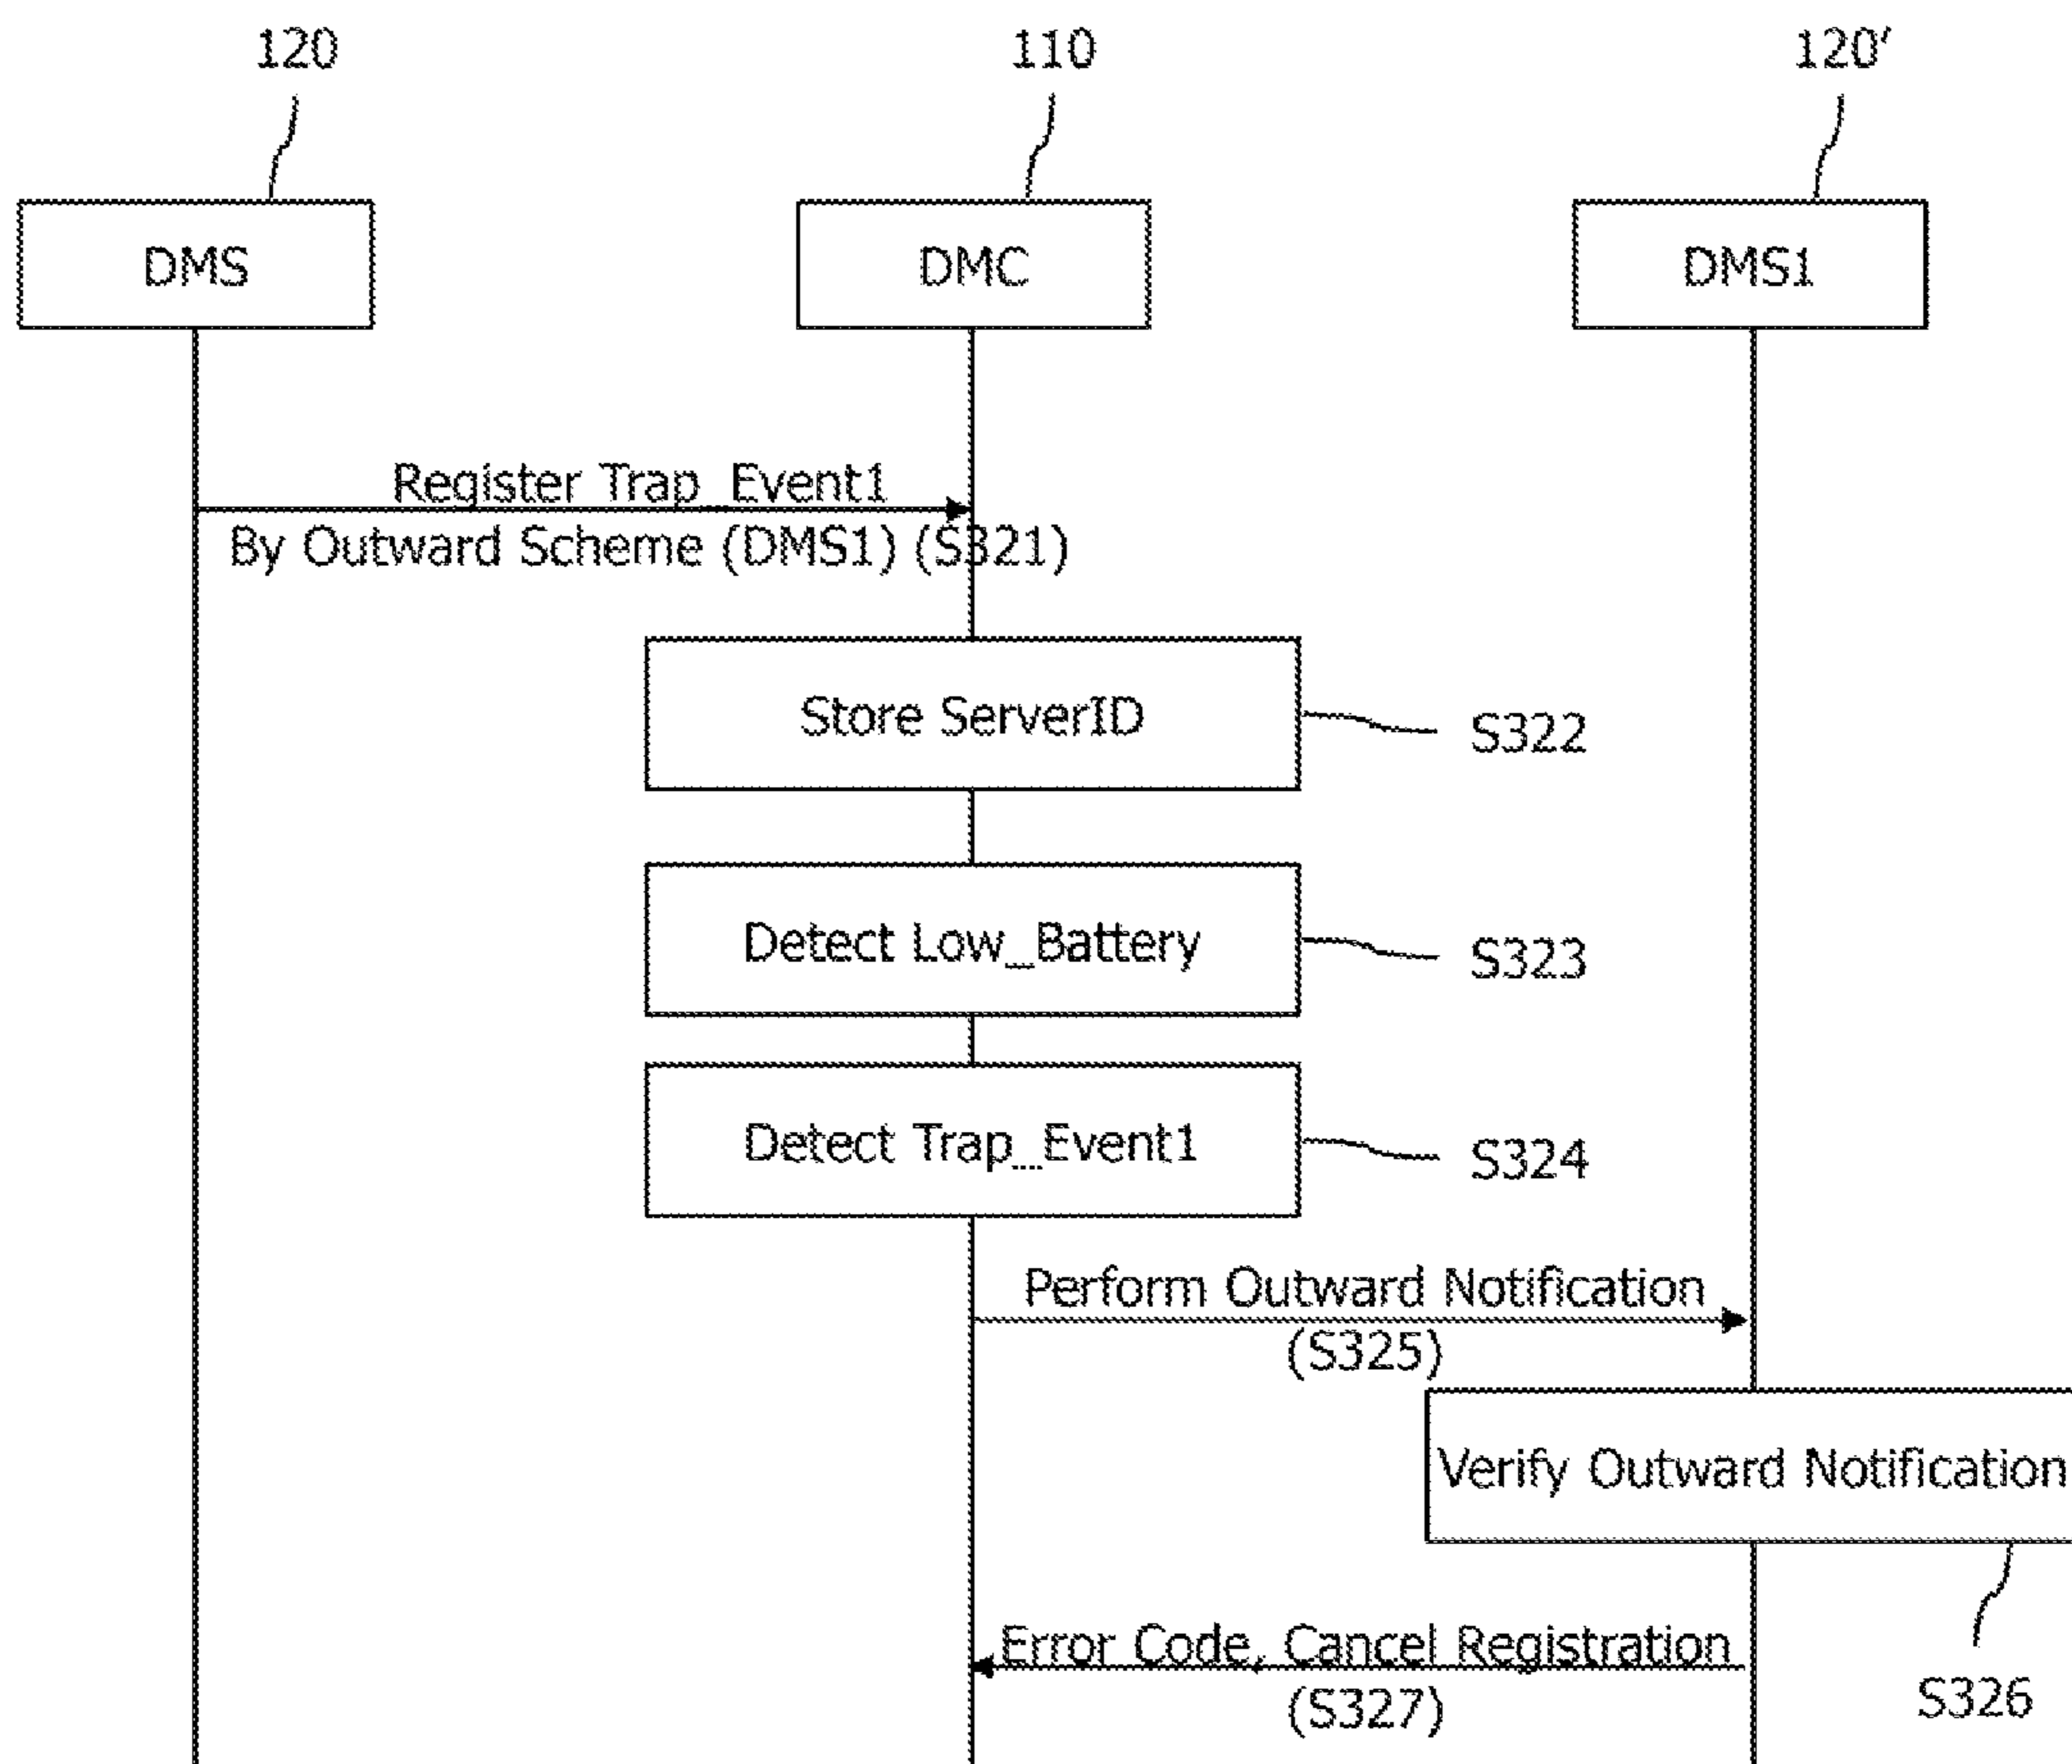 120
110
120'
DMS
DMC
DMS1
Register Trap_Event1
By Outward Scheme (DMS1) (S321)
Store ServerID
S322
Detect Low_Battery
S323
Detect Trap_Event1
S324
Perform Outward Notification
(S325)
Verify Outward Notification
Error Code, Cancel Registration
(S327)
S326